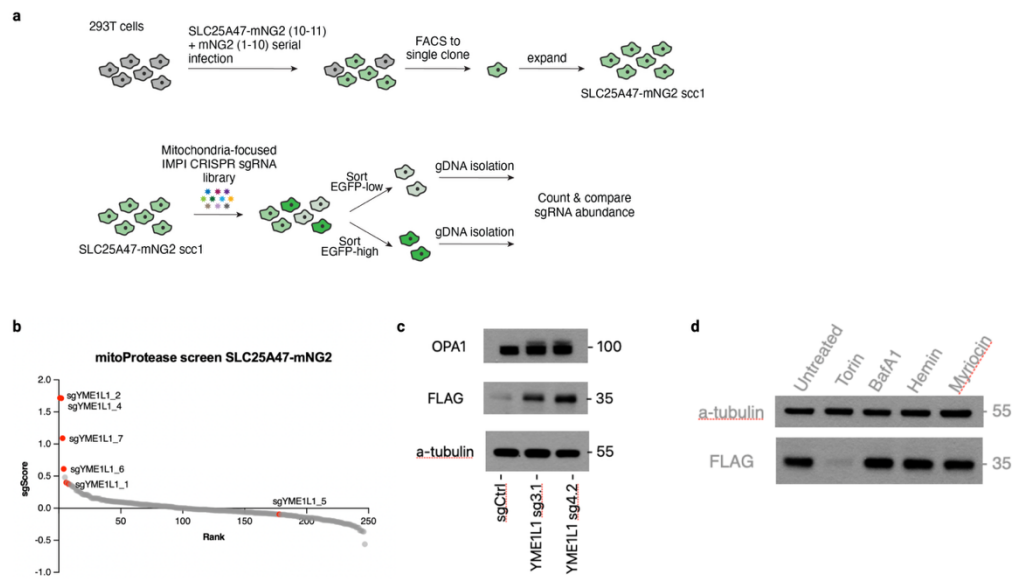 a
293T cells
SLC25A47-mNG2 (10-11)
+ mNG2 (1-10) serial
infection
FACS to
single clone
expand
SLC25A47-mNG2 scc1
Mitochondria-focused
IMPI CRISPR sgRNA
library
SLC25A47-mNG2 scc1
Sort
EGFP-low
Sort
EGFP-high
gDNA isolation
gDNA isolation
Count & compare
sgRNA abundance
b
mitoProtease screen SLC25A47-mNG2
sgScore
2.0
1.5
1.0
0.5
0.0
-0.5
-1.0
sgYME1L1_2
sgYME1L1_4
sgYME1L1_7
sgYME1L1_6
sgYME1L1_1
sgYME1L1_5
50
100
150
200
250
Rank
c
OPA1
- 100
FLAG
- 35
a-tubulin
- 55
sgCtrl -
YME1L1 sg3.1 -
YME1L1 sg4.2 -
d
Untreated
Torin
BafA1
Hemin
Myriocin
a-tubulin
- 55
FLAG
- 35